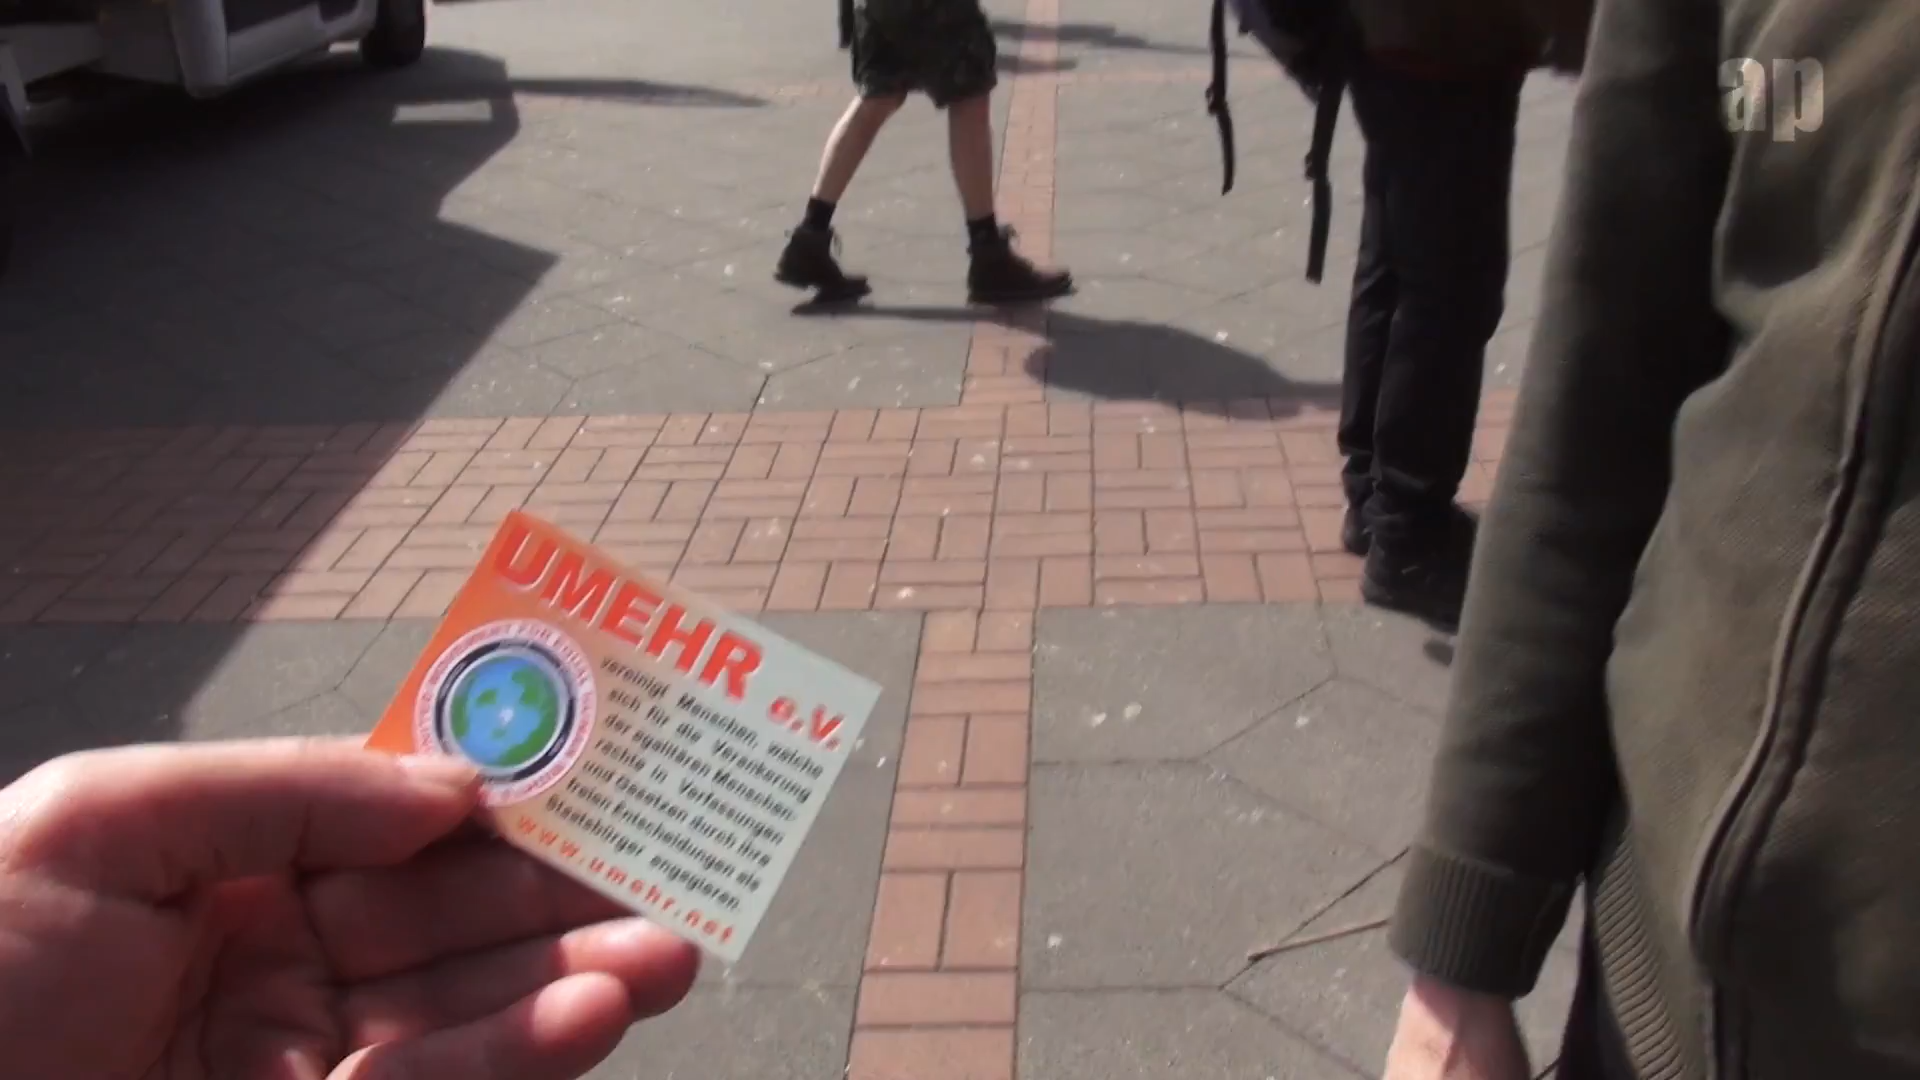 ap
UMEHR e.V.
vereinigt Menschen, welche
sich für die Verankerung
der egalitären Menschen-
rechte in Verfassungen
und Gesetzen durch ihre
freien Entscheidungen als
Staatsbürger engagieren.
www.umehr.net